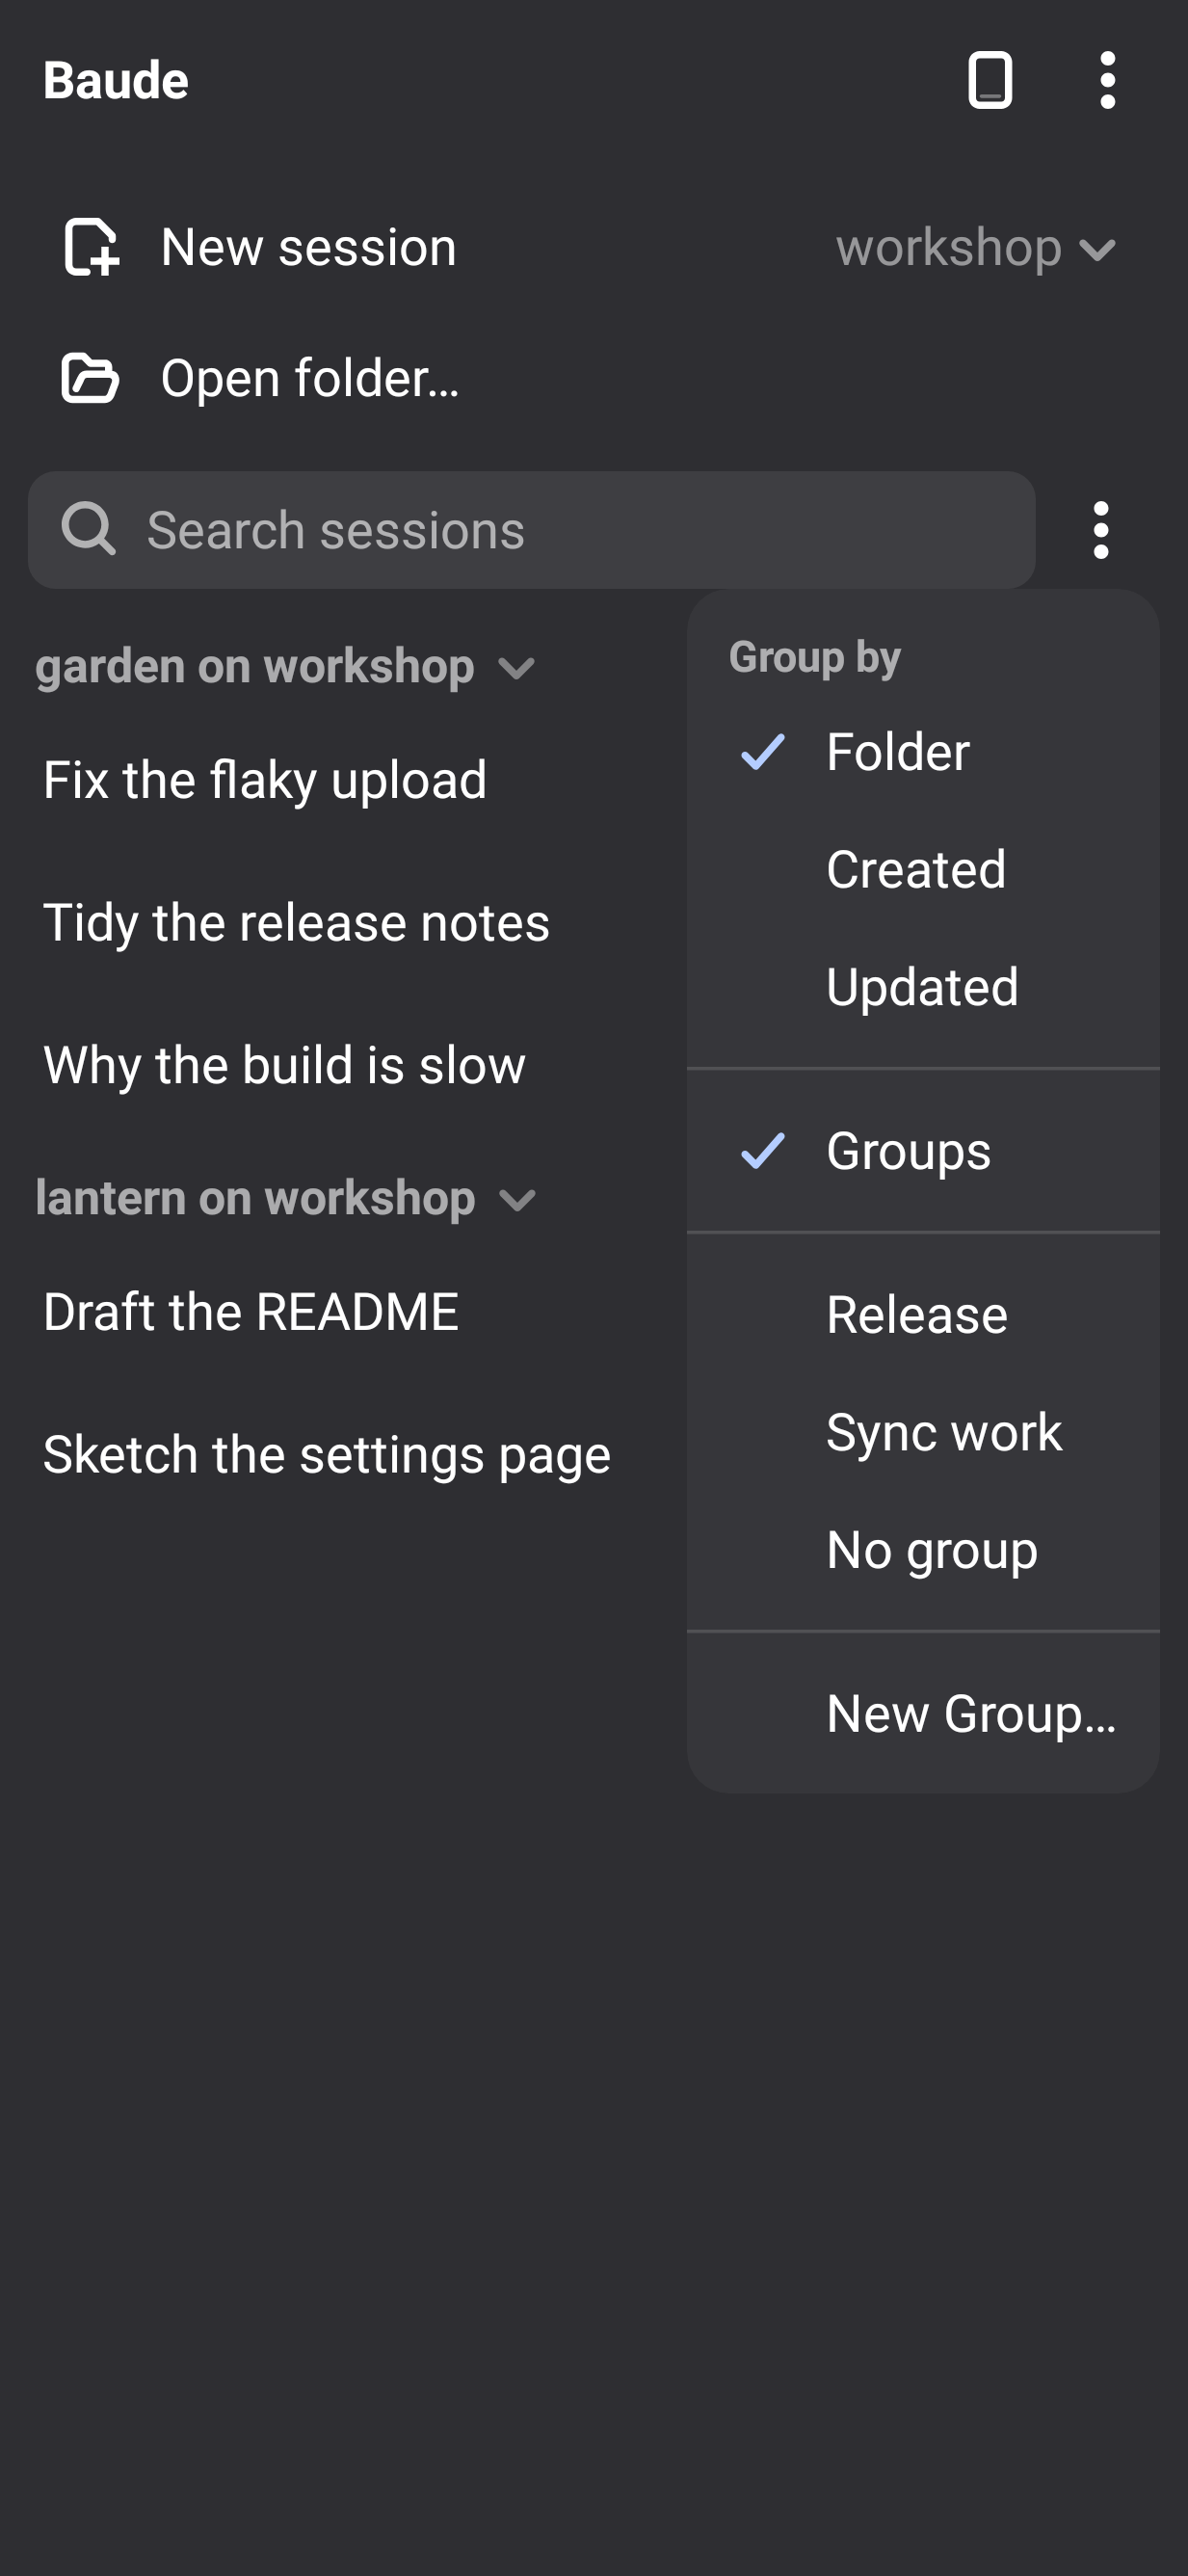 Baude
New session
workshop
Open folder…
Search sessions
garden on workshop
Fix the flaky upload
Tidy the release notes
Why the build is slow
lantern on workshop
Draft the README
Sketch the settings page
Group by
Folder
Created
Updated
Groups
Release
Sync work
No group
New Group…